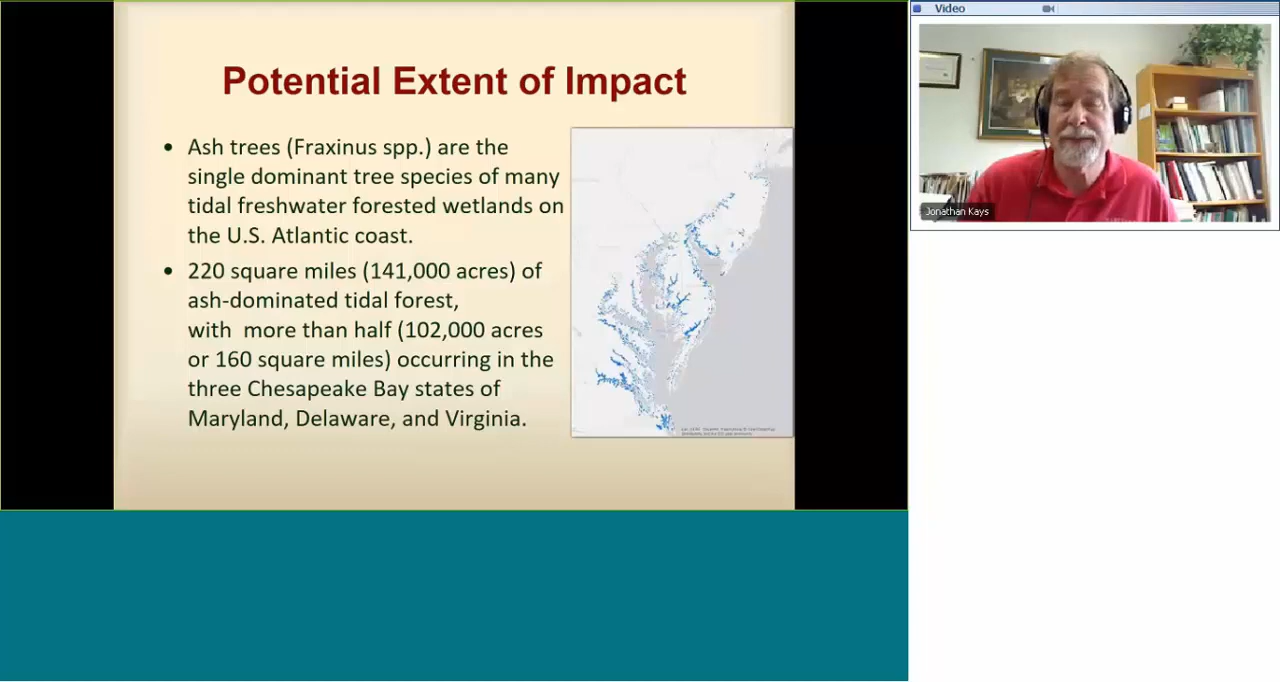 Potential Extent of Impact
• Ash trees (Fraxinus spp.) are the
single dominant tree species of many
tidal freshwater forested wetlands on
the U.S. Atlantic coast.
• 220 square miles (141,000 acres) of
ash-dominated tidal forest,
with more than half (102,000 acres
or 160 square miles) occurring in the
three Chesapeake Bay states of
Maryland, Delaware, and Virginia.
Video
Jonathan Kays